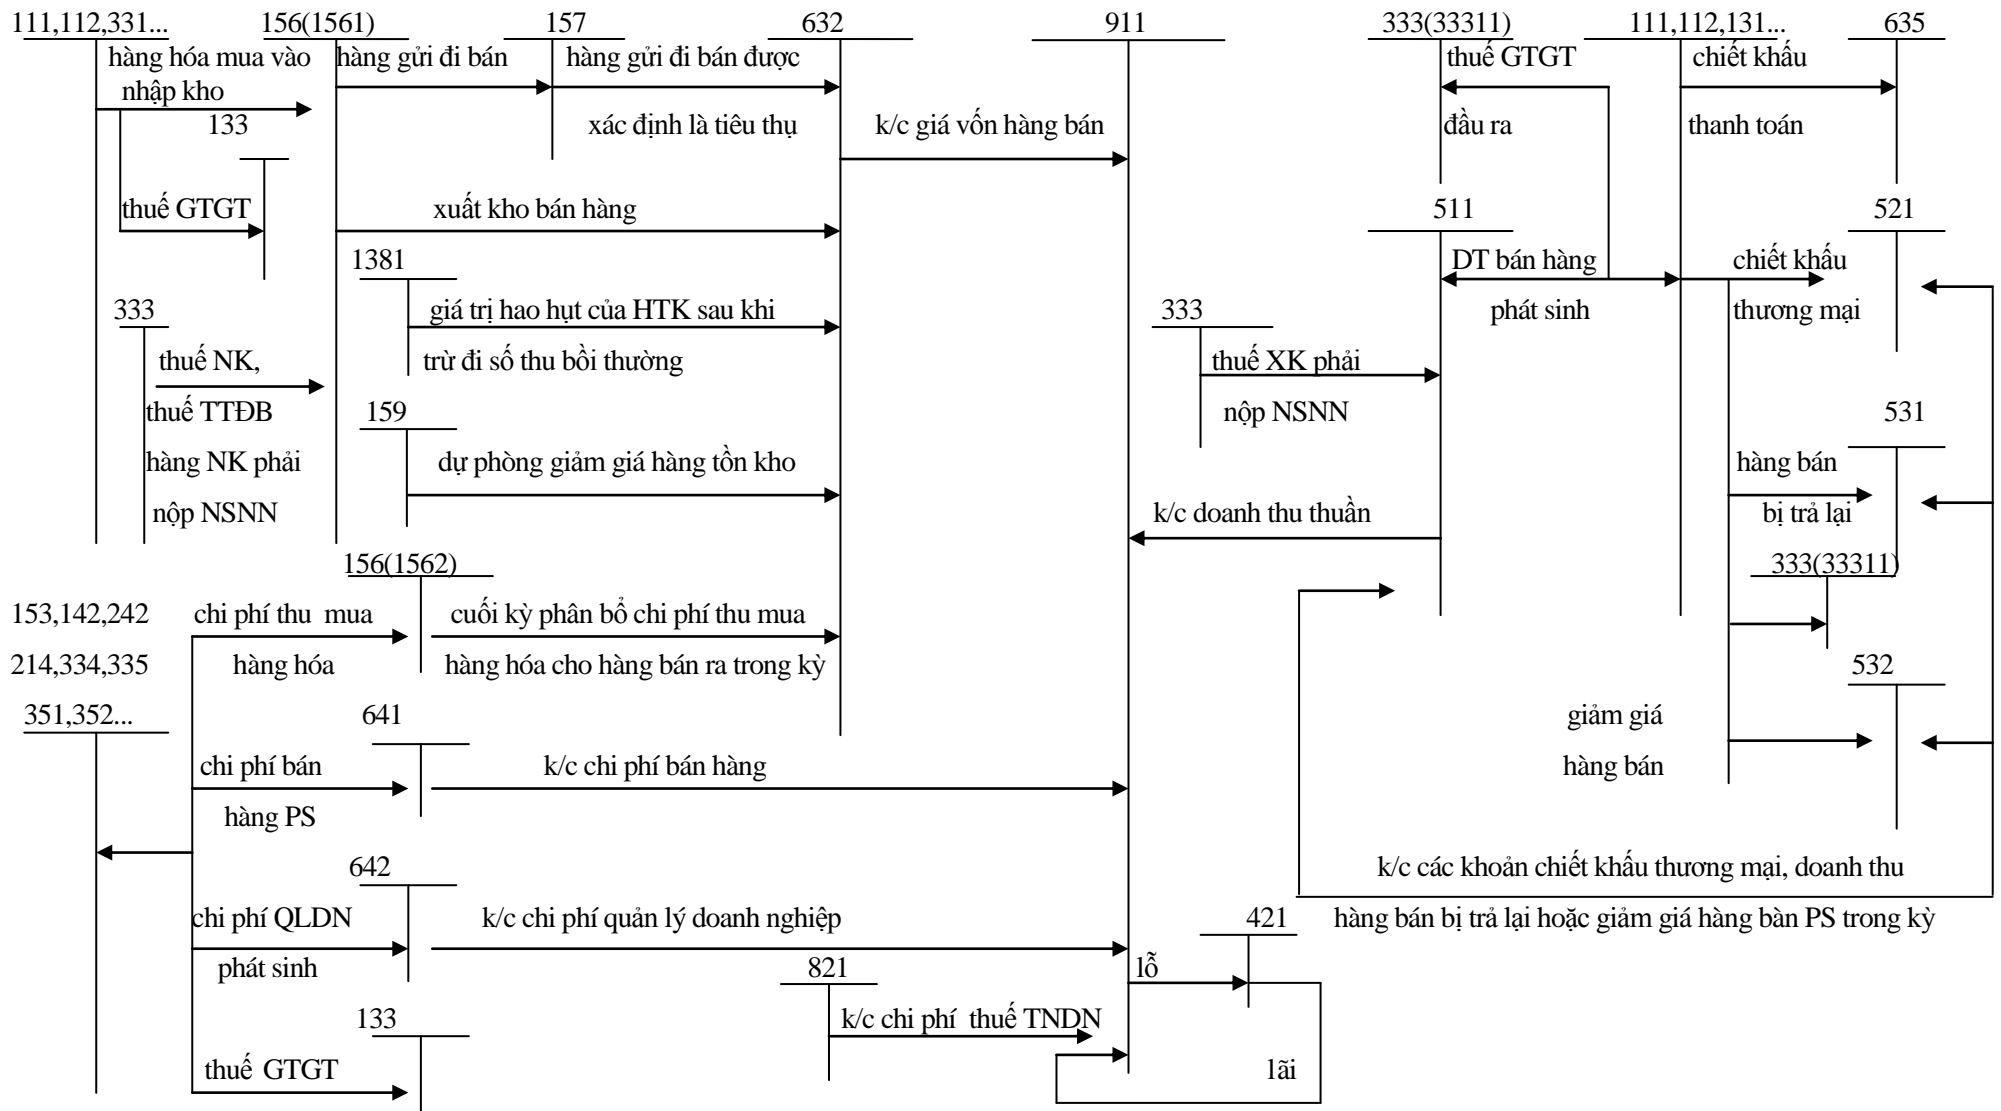 111,112,331... 156(1561) 157 632 911 333(33311) 111,112,131... 635
hàng hóa mua vào hàng gửi đi bán hàng gửi đi bán được thuế GTGT chiết khấu
nhập kho
133 xác định là tiêu thụ k/c giá vốn hàng bán đầu ra thanh toán
thuế GTGT xuất kho bán hàng 511 521
1381 DT bán hàng chiết khấu
333 giá trị hao hụt của HTK sau khi 333 phát sinh thương mại
thuế NK, trừ đi số thu bồi thường thuế XK phải
thuế TTĐB 159 nộp NSNN 531
hàng NK phải dự phòng giảm giá hàng tồn kho hàng bán
nộp NSNN k/c doanh thu thuần bị trả lại
156(1562) 333(33311)
153,142,242 chi phí thu mua cuối kỳ phân bổ chi phí thu mua
214,334,335 hàng hóa hàng hóa cho hàng bán ra trong kỳ 532
351,352... 641 giảm giá
chi phí bán k/c chi phí bán hàng hàng bán
hàng PS
642 k/c các khoản chiết khấu thương mại, doanh thu
chi phí QLDN k/c chi phí quản lý doanh nghiệp 421 hàng bán bị trả lại hoặc giảm giá hàng bàn PS trong kỳ
phát sinh 821 lỗ
133 k/c chi phí thuế TNDN
thuế GTGT lãi